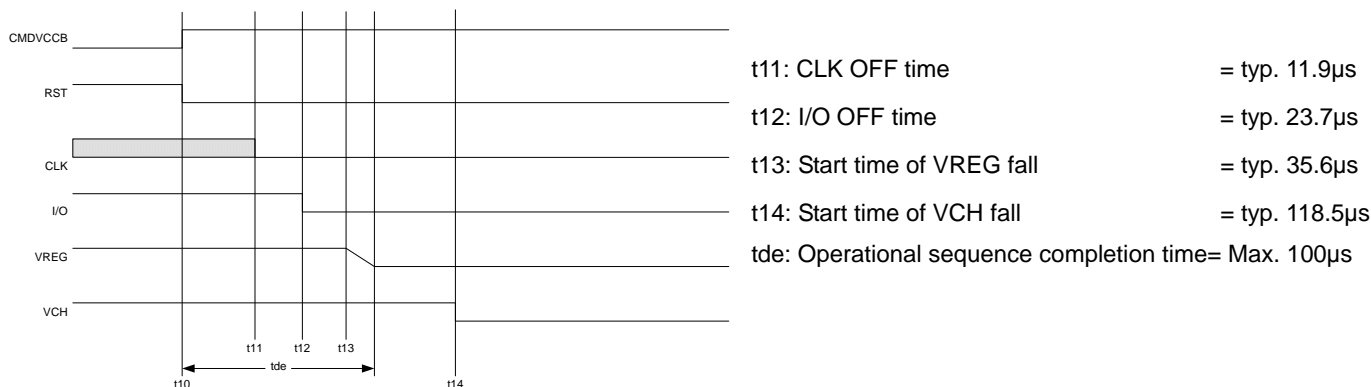 CMDVCCB
RST
CLK
I/O
VREG
VCH
t11 t12 t13
tde
t10 t14
t11: CLK OFF time = typ. 11.9µs
t12: I/O OFF time = typ. 23.7µs
t13: Start time of VREG fall = typ. 35.6µs
t14: Start time of VCH fall = typ. 118.5µs
tde: Operational sequence completion time= Max. 100µs